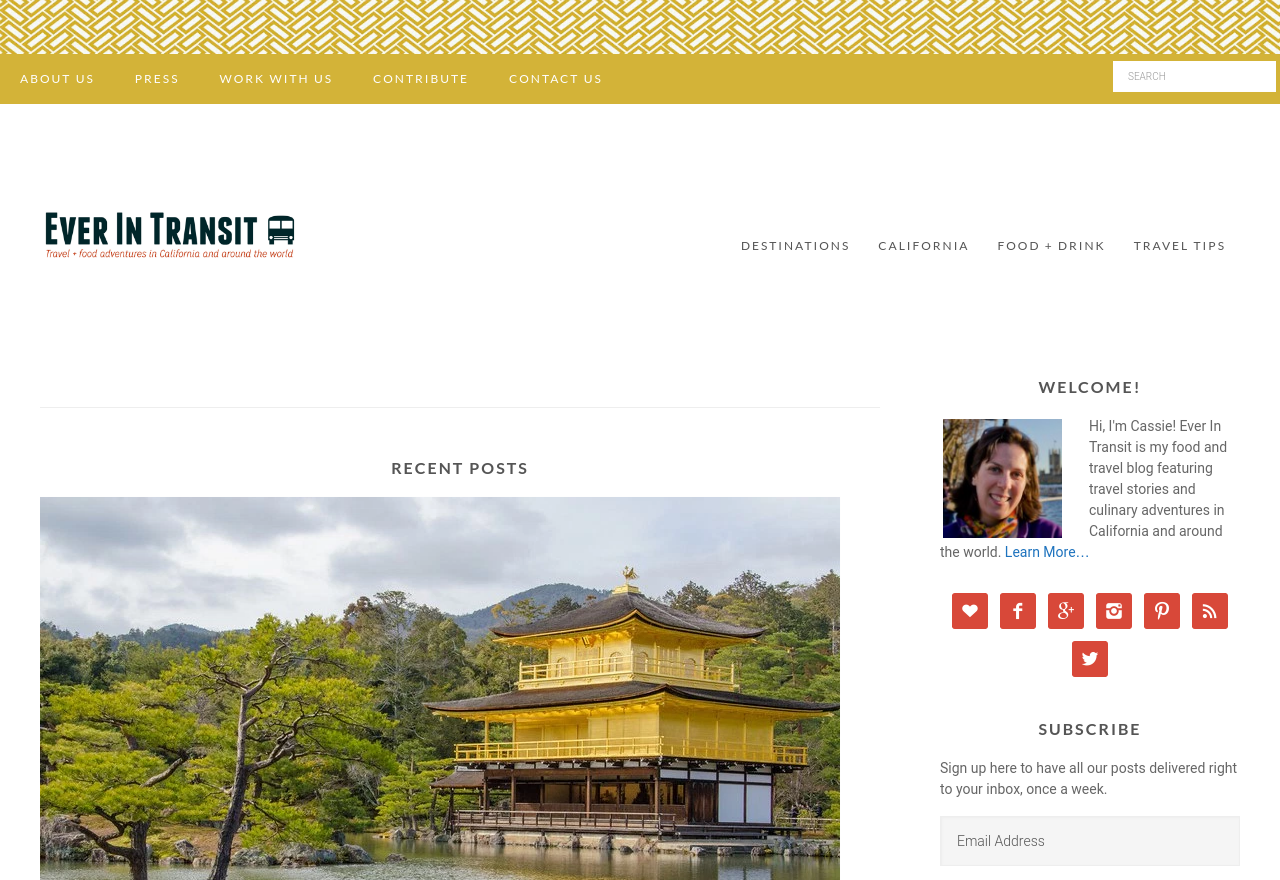 ABOUT US PRESS WORK WITH US CONTRIBUTE CONTACT US SEARCH
EVER IN TRANSIT
Travel + food adventures in California and around the world
DESTINATIONS CALIFORNIA FOOD + DRINK TRAVEL TIPS
RECENT POSTS
WELCOME!
Hi, I'm Cassie! Ever In
Transit is my food and
travel blog featuring
travel stories and
culinary adventures in
California and around
the world. Learn More…
SUBSCRIBE
Sign up here to have all our posts delivered right
to your inbox, once a week.
Email Address